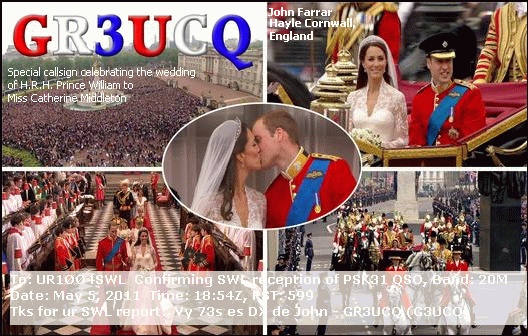 GR3UCQ
Special callsign celebrating the wedding
of H.R.H. Prince William to
Miss Catherine Middleton
John Farrar
Hayle Cornwall,
England
To: UR1004SWL Confirming SWL reception of PSK31 QSO, Band: 20M
Date: May 5, 2011 Time: 18:54Z, RST: 599
Tks for ur SWL report. Vy 73s es DX de John - GR3UCQ (G3UCQ)